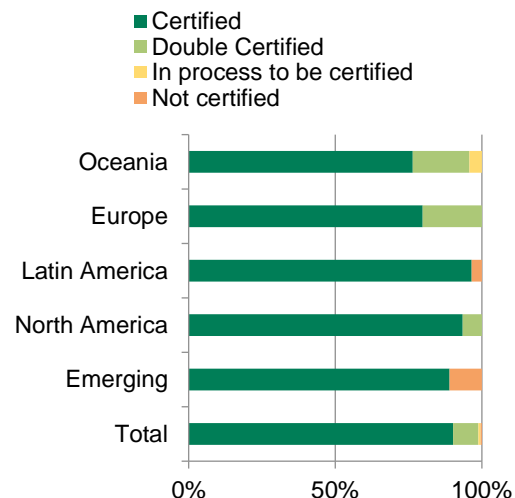 Certified
Double Certified
In process to be certified
Not certified
Oceania
Europe
Latin America
North America
Emerging
Total
0% 50% 100%